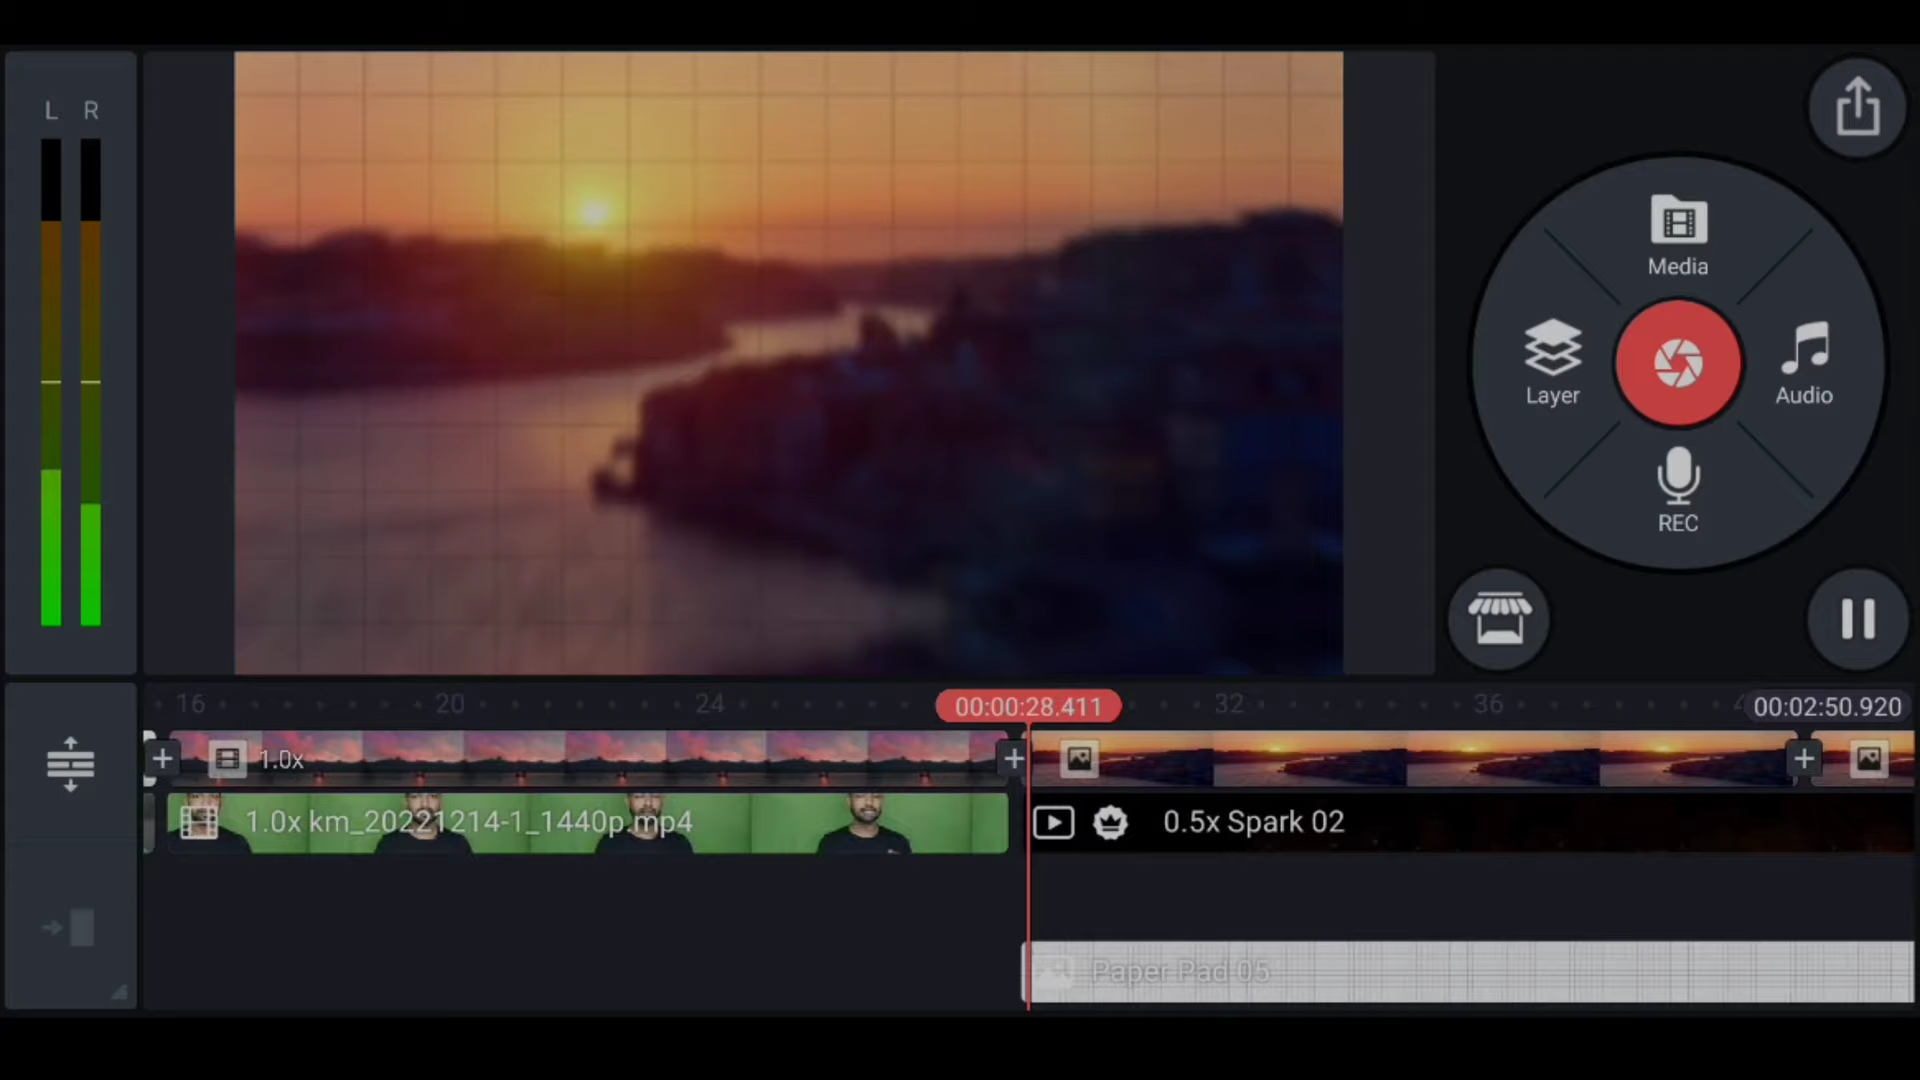 L R
Media
Layer
Audio
REC
16 20 24 00:00:28.411 32 36 00:02:50.920
1.0x
1.0x km_20221214-1_1440p.mp4
0.5x Spark 02
Paper Pad 05